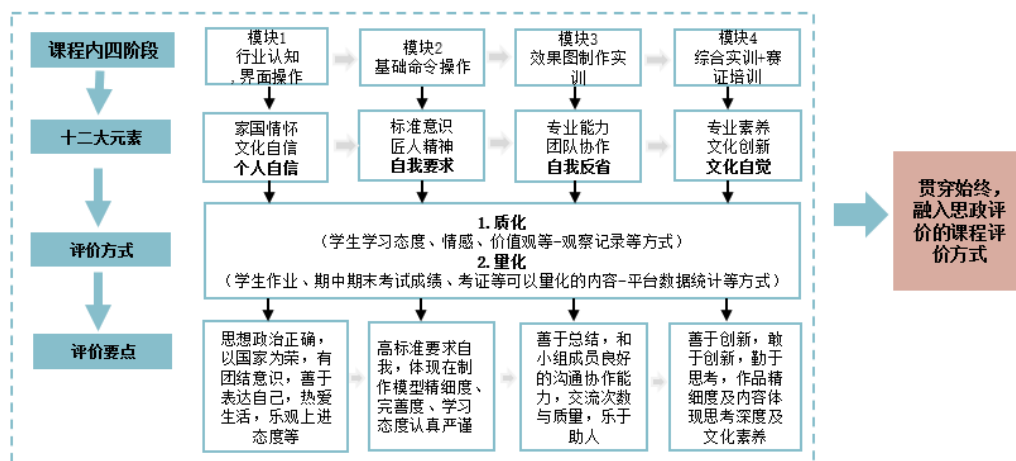 课程内四阶段
模块1
行业认知
,界面操作
模块2
基础命令操作
模块3
效果图制作实
训
模块4
综合实训+赛
证培训
十二大元素
家国情怀
文化自信
个人自信
标准意识
匠人精神
自我要求
专业能力
团队协作
自我反省
专业素养
文化创新
文化自觉
评价方式
1.质化
（学生学习态度、情感、价值观等-观察记录等方式）
2.量化
（学生作业、期中期末考试成绩、考证等可以量化的内容-平台数据统计等方式）
评价要点
思想政治正确，
以国家为荣，有
团结意识，善于
表达自己，热爱
生活，乐观上进
态度等
高标准要求自
我，体现在制
作模型精细度、
完善度、学习
态度认真严谨
善于总结，和
小组成员良好
的沟通协作能
力，交流次数
与质量，乐于
助人
善于创新，敢
于创新，勤于
思考，作品精
细度及内容体
现思考深度及
文化素养
贯穿始终，
融入思政评
价的课程评
价方式